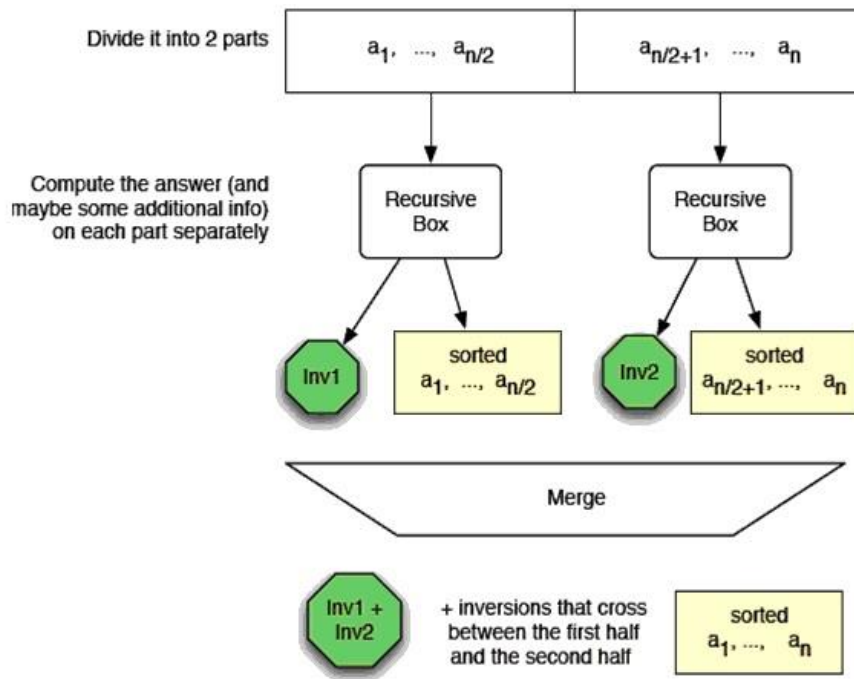 Divide it into 2 parts
a1, ..., an/2
an/2+1, ..., an
Compute the answer (and
maybe some additional info)
on each part separately
Recursive
Box
Recursive
Box
Inv1
sorted
a1, ..., an/2
Inv2
sorted
an/2+1, ..., an
Merge
Inv1 +
Inv2
+ inversions that cross
between the first half
and the second half
sorted
a1, ..., an